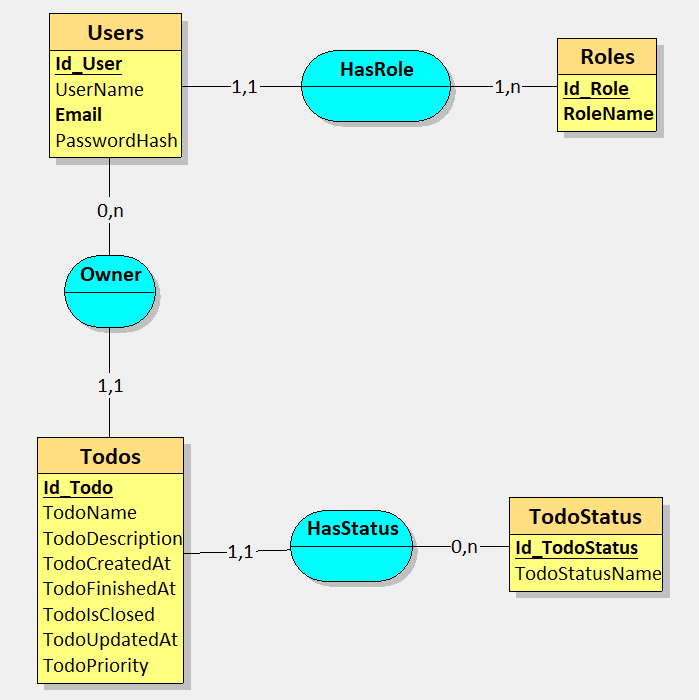 Users
Id_User
UserName
Email
PasswordHash
1,1
HasRole
1,n
Roles
Id_Role
RoleName
0,n
Owner
1,1
Todos
Id_Todo
TodoName
TodoDescription
TodoCreatedAt
TodoFinishedAt
TodoIsClosed
TodoUpdatedAt
TodoPriority
1,1
HasStatus
0,n
TodoStatus
Id_TodoStatus
TodoStatusName